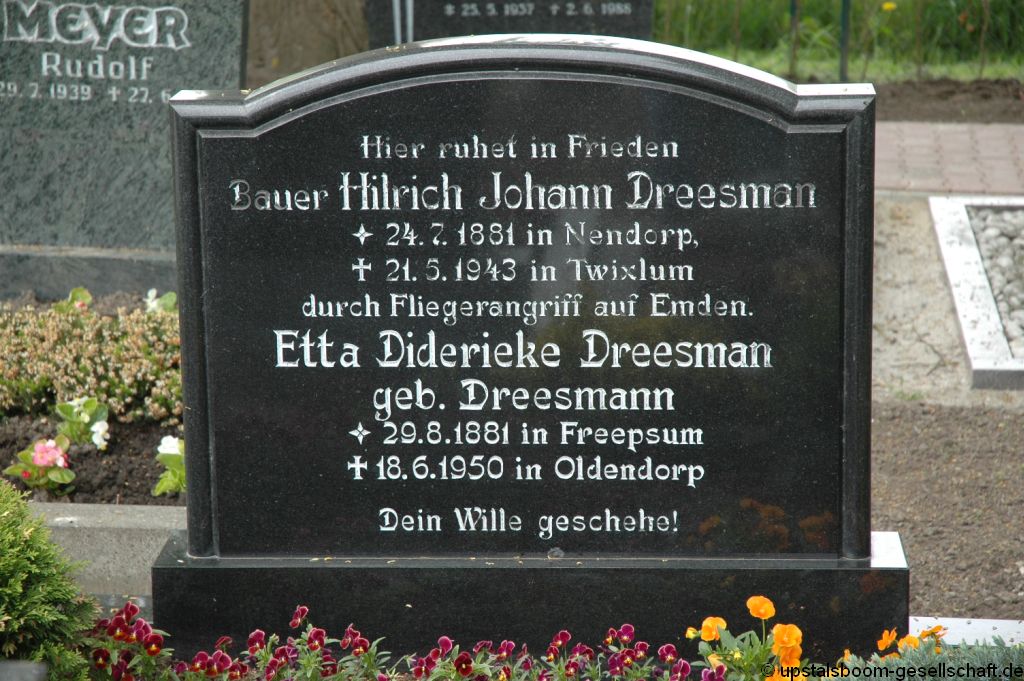 MEYER
Rudolf
29.7.1939 ✝ 27.6
* 25.5.1937 ✝ 2.6.1988
Hier ruhet in Frieden
Bauer Hilrich Johann Dreesman
✧ 24.7.1881 in Nendorp,
✝ 21.5.1943 in Twixlum
durch Fliegerangriff auf Emden.
Etta Diderieke Dreesman
geb. Dreesmann
✧ 29.8.1881 in Freepsum
✝ 18.6.1950 in Oldendorp
Dein Wille geschehe!
© upstalsboom-gesellschaft.de